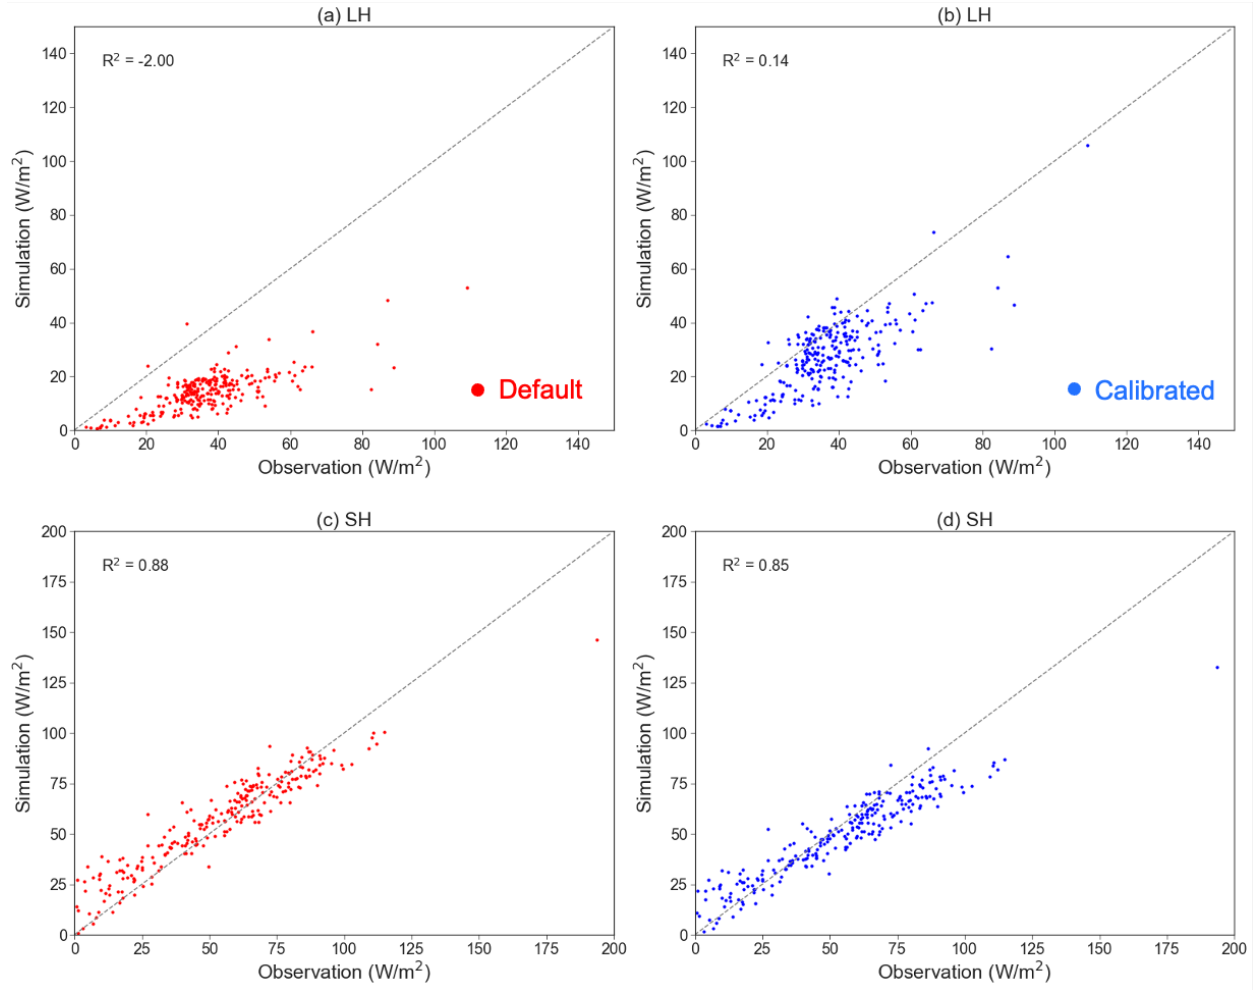 (a) LH
R² = -2.00
140
120
100
80
60
40
20
0
Simulation (W/m²)
0 20 40 60 80 100 120 140
Observation (W/m²)
Default
(b) LH
R² = 0.14
140
120
100
80
60
40
20
0
Simulation (W/m²)
0 20 40 60 80 100 120 140
Observation (W/m²)
Calibrated
(c) SH
R² = 0.88
200
175
150
125
100
75
50
25
0
Simulation (W/m²)
0 25 50 75 100 125 150 175 200
Observation (W/m²)
(d) SH
R² = 0.85
200
175
150
125
100
75
50
25
0
Simulation (W/m²)
0 25 50 75 100 125 150 175 200
Observation (W/m²)